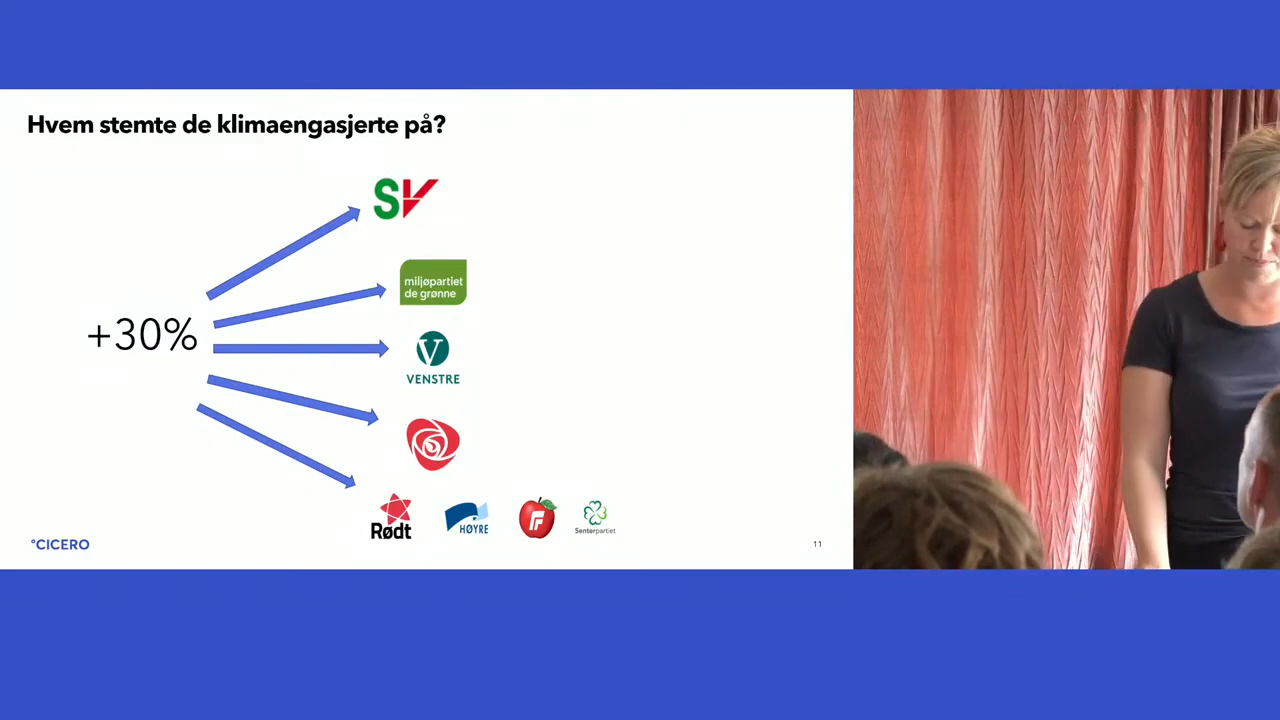 Hvem stemte de klimaengasjerte på?
SV
miljøpartiet
de grønne
+30%
V
VENSTRE
Rødt
HØYRE
F
Senterpartiet
°CICERO
11